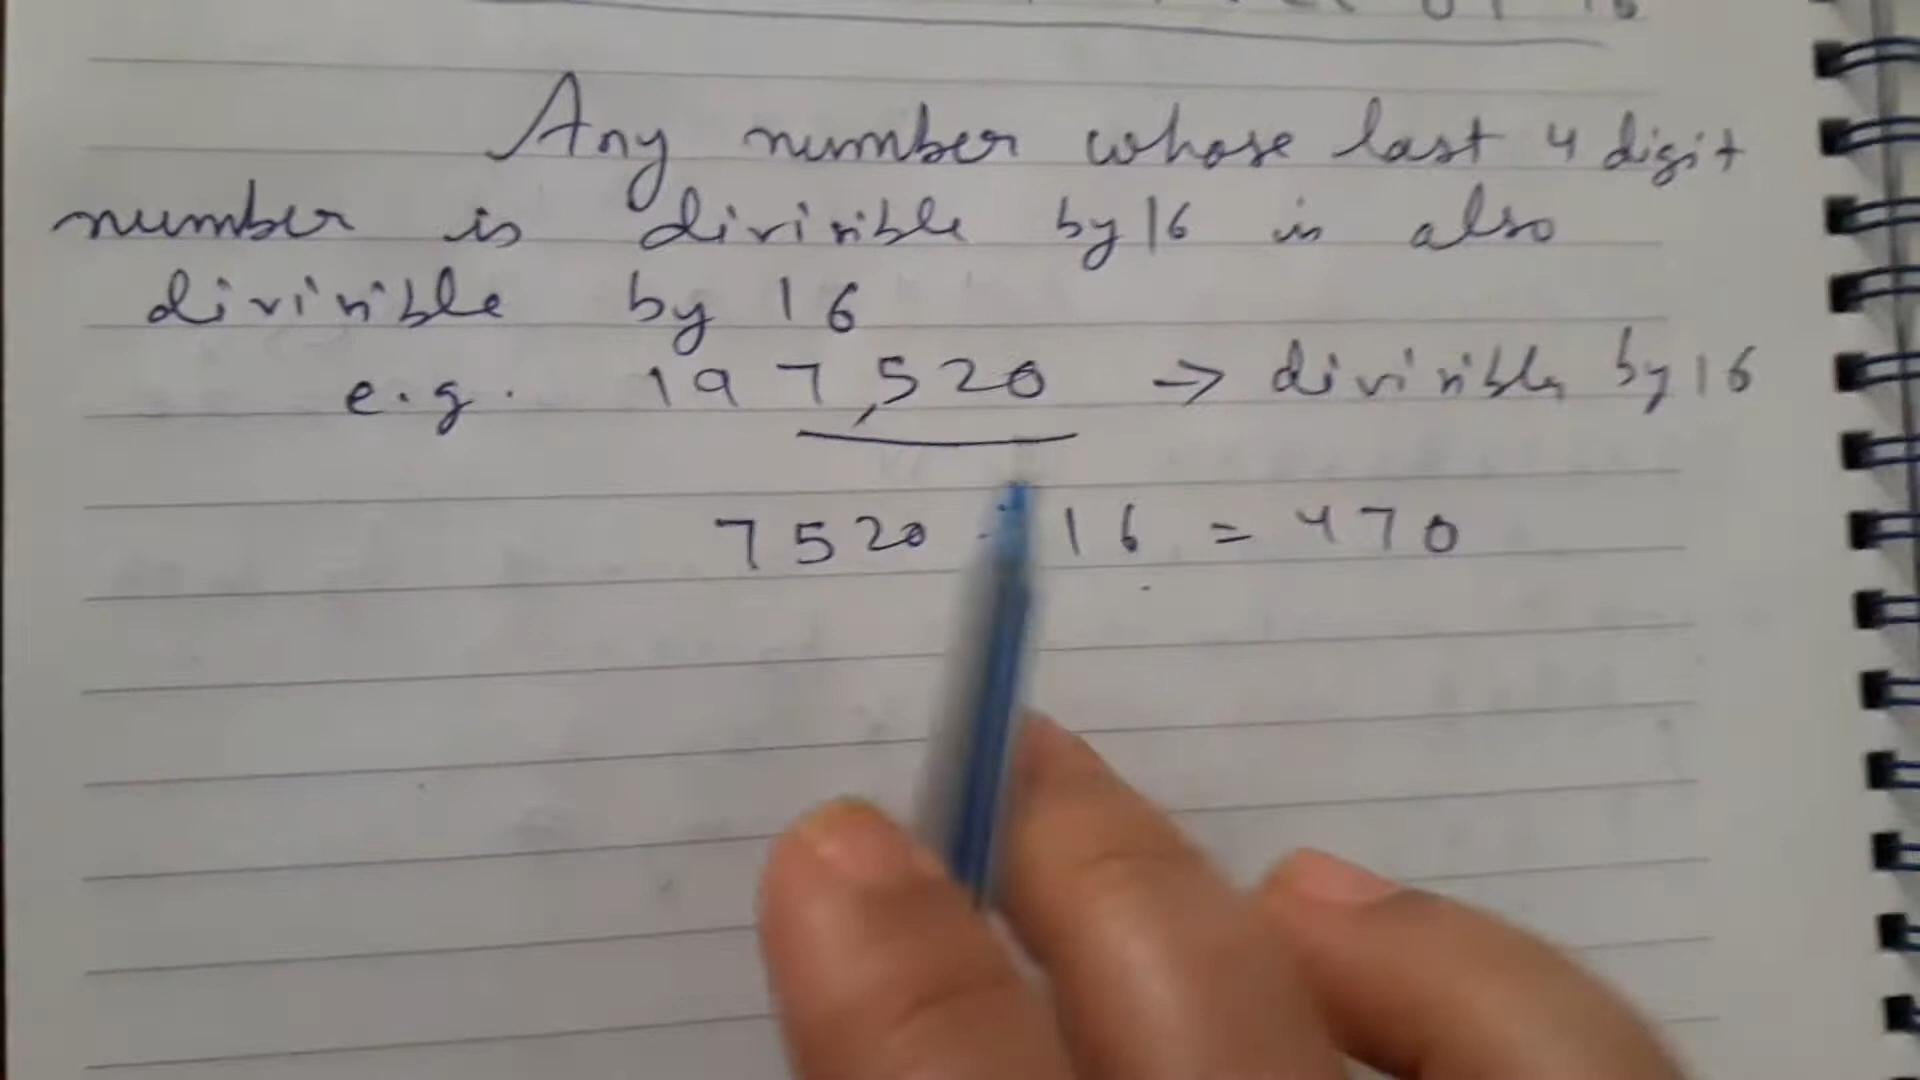 Any number whose last 4 digit
number is divisible by 16 is also
divisible by 16
e.g. 197,520 → divisible by 16
7520 ÷ 16 = 470